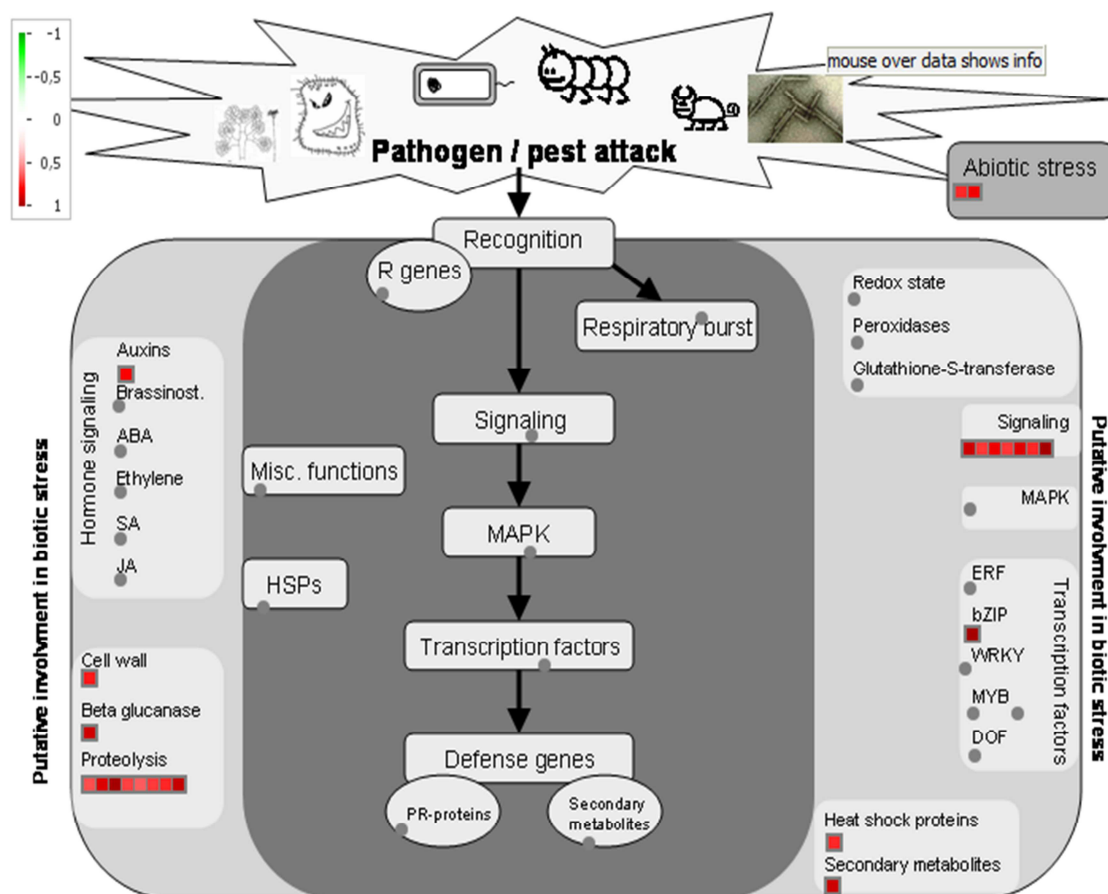 -1
-0,5
0
0,5
1
mouse over data shows info
Pathogen / pest attack
Abiotic stress
Recognition
R genes
Respiratory burst
Redox state
Peroxidases
Glutathione-S-transferase
Hormone signaling
Auxins
Brassinost.
ABA
Ethylene
SA
JA
Signaling
Signaling
Misc. functions
MAPK
MAPK
HSPs
Putative involvment in biotic stress
Putative involvment in biotic stress
Transcription factors
ERF
bZIP
WRKY
MYB
DOF
Transcription factors
Cell wall
Beta glucanase
Proteolysis
Defense genes
PR-proteins
Secondary
metabolites
Heat shock proteins
Secondary metabolites